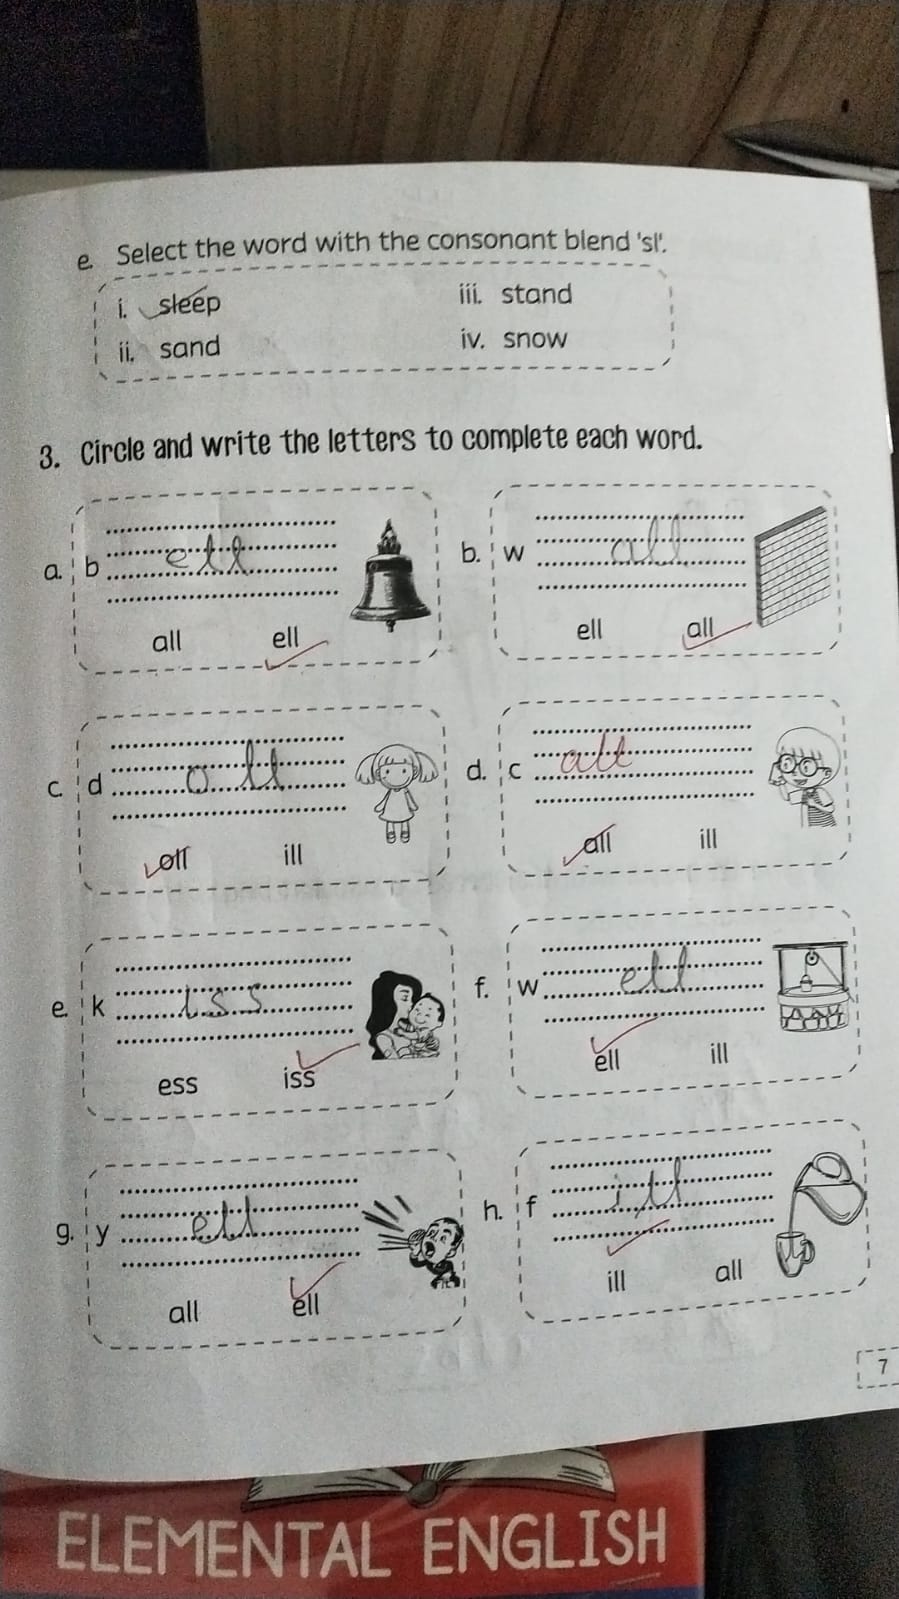 e. Select the word with the consonant blend 'sl'.
i. sleep iii. stand
ii. sand iv. snow
3. Circle and write the letters to complete each word.
a. b ell
all ell
b. w all
ell all
c. d oll
oll ill
d. c all
all ill
e. k iss
ess iss
f. w ell
ell ill
g. y ell
all ell
h. f ill
ill all
7
ELEMENTAL ENGLISH